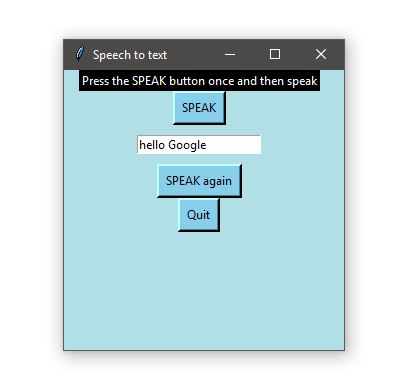 Speech to text
Press the SPEAK button once and then speak
SPEAK
hello Google
SPEAK again
Quit